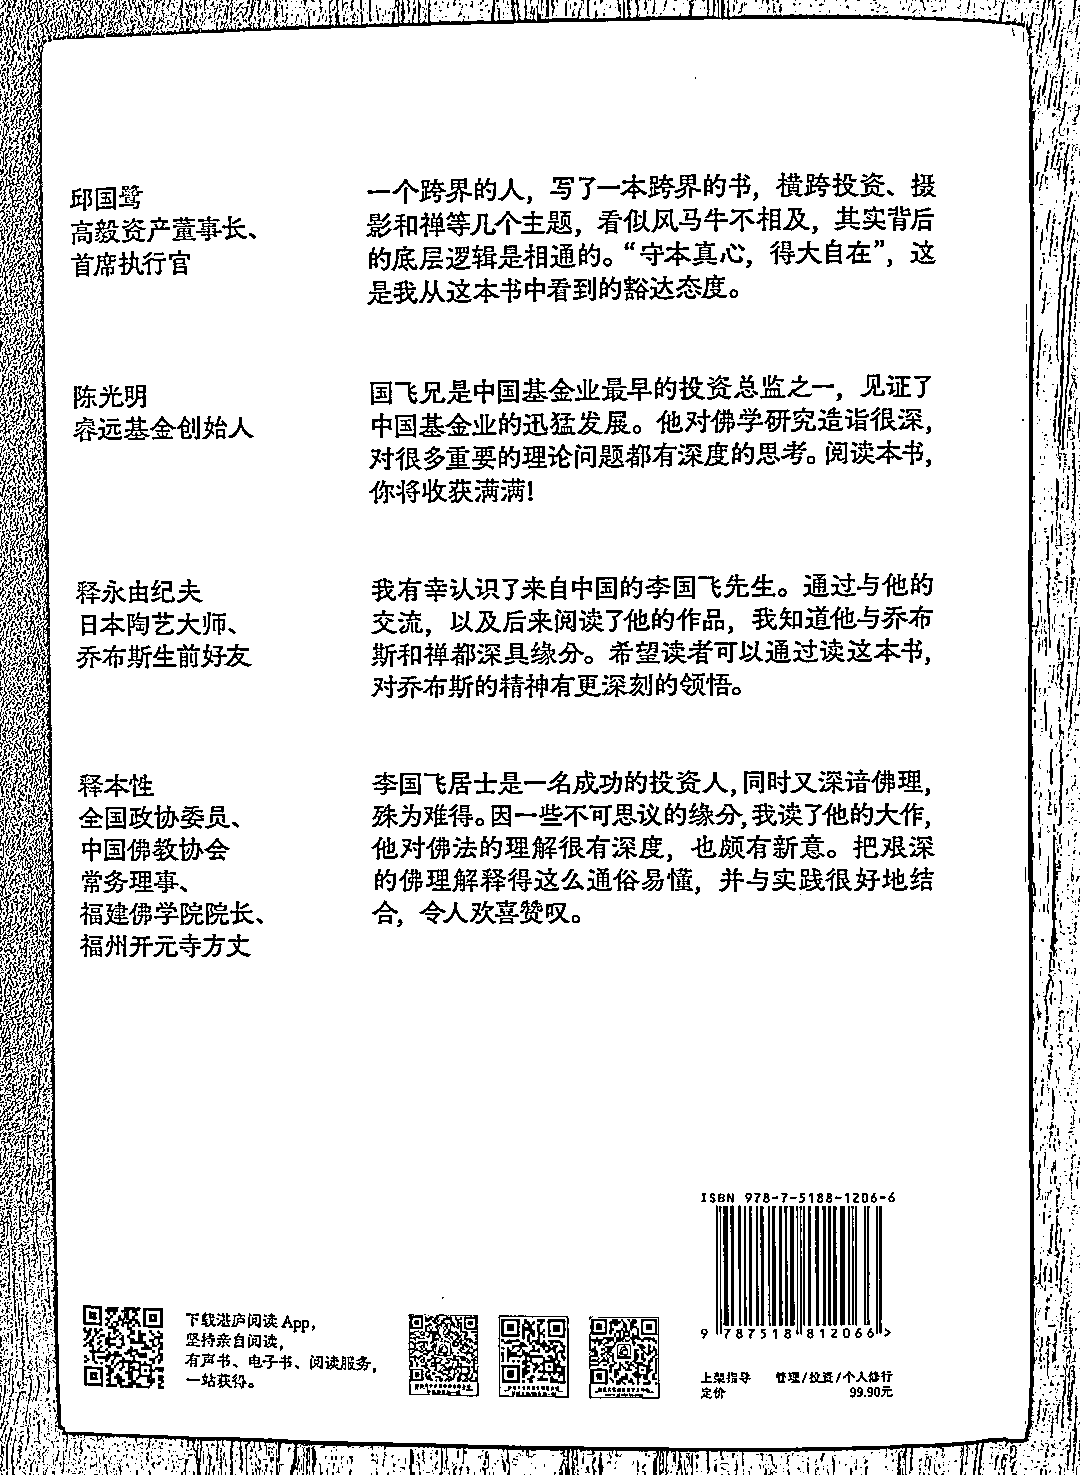 邱国鹭
高毅资产董事长、
首席执行官
一个跨界的人，写了一本跨界的书，横跨投资、摄
影和禅等几个主题，看似风马牛不相及，其实背后
的底层逻辑是相通的。“守本真心，得大自在”，这
是我从这本书中看到的豁达态度。
陈光明
睿远基金创始人
国飞兄是中国基金业最早的投资总监之一，见证了
中国基金业的迅猛发展。他对佛学研究造诣很深，
对很多重要的理论问题都有深度的思考。阅读本书，
你将收获满满！
释永由纪夫
日本陶艺大师、
乔布斯生前好友
我有幸认识了来自中国的李国飞先生。通过与他的
交流，以及后来阅读了他的作品，我知道他与乔布
斯和禅都深具缘分。希望读者可以通过读这本书，
对乔布斯的精神有更深刻的领悟。
释本性
全国政协委员、
中国佛教协会
常务理事、
福建佛学院院长、
福州开元寺方丈
李国飞居士是一名成功的投资人，同时又深谙佛理，
殊为难得。因一些不可思议的缘分，我读了他的大作，
他对佛法的理解很有深度，也颇有新意。把艰深
的佛理解释得这么通俗易懂，并与实践很好地结
合，令人欢喜赞叹。
ISBN 978-7-5188-1206-6
9 787518 812066 >
下载湛庐阅读 App，
坚持亲自阅读，
有声书、电子书、阅读服务，
一站获得。
上架指导 管理/投资/个人修行
定价 99.90元